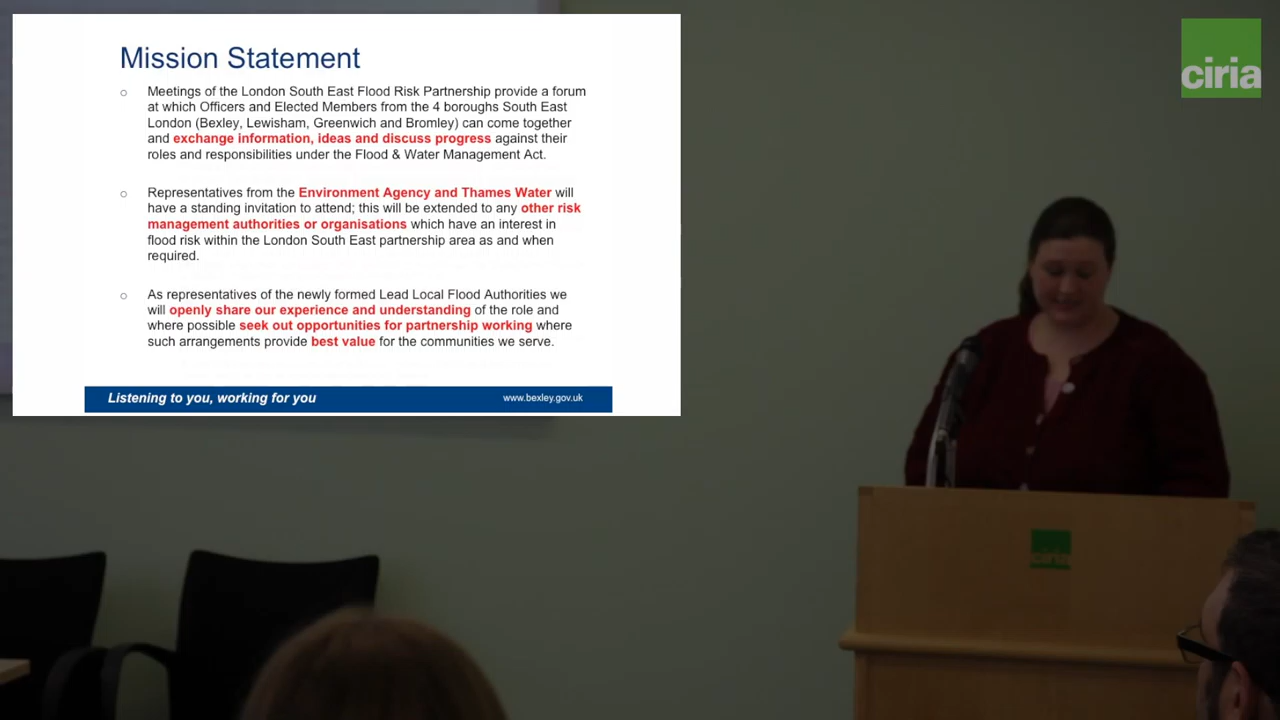 Mission Statement
○ Meetings of the London South East Flood Risk Partnership provide a forum
at which Officers and Elected Members from the 4 boroughs South East
London (Bexley, Lewisham, Greenwich and Bromley) can come together
and exchange information, ideas and discuss progress against their
roles and responsibilities under the Flood & Water Management Act.
○ Representatives from the Environment Agency and Thames Water will
have a standing invitation to attend; this will be extended to any other risk
management authorities or organisations which have an interest in
flood risk within the London South East partnership area as and when
required.
○ As representatives of the newly formed Lead Local Flood Authorities we
will openly share our experience and understanding of the role and
where possible seek out opportunities for partnership working where
such arrangements provide best value for the communities we serve.
Listening to you, working for you
www.bexley.gov.uk
ciria
ciria